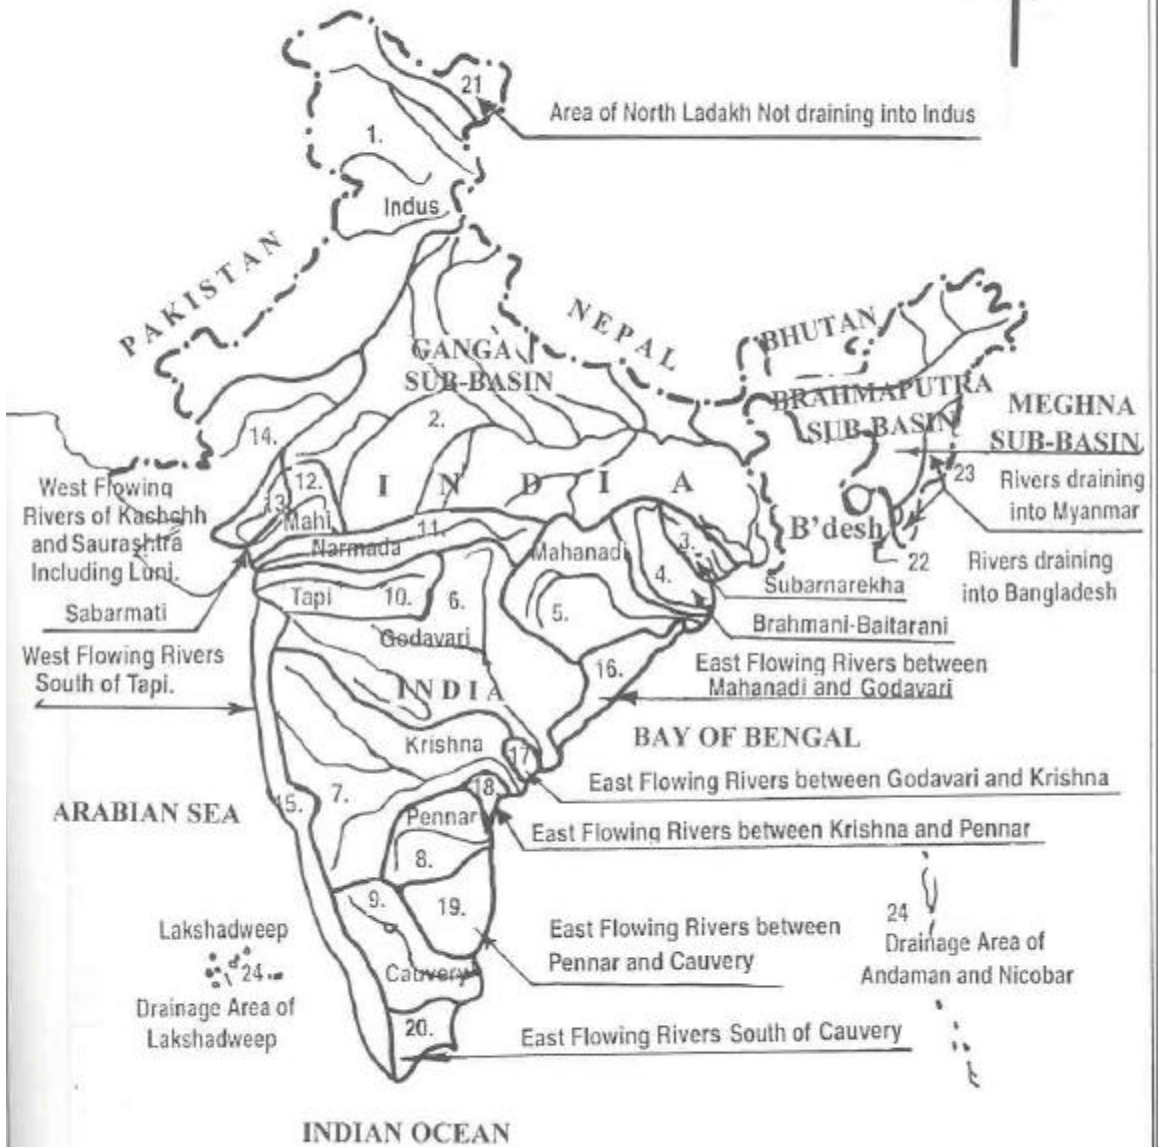 21
Area of North Ladakh Not draining into Indus
1.
Indus
PAKISTAN
NEPAL
BHUTAN
GANGA
SUB-BASIN
BRAHMAPUTRA
SUB-BASIN
MEGHNA
SUB-BASIN
2.
14.
12.
INDIA
23
Rivers draining
into Myanmar
West Flowing
Rivers of Kachchh
and Saurashtra
Including Luni.
13.
Mahi
11.
Narmada
Mahanadi
3.
B'desh
22
Rivers draining
into Bangladesh
Sabarmati
Tapi
10.
6.
4.
5.
Subarnarekha
Brahmani-Baitarani
Godavari
West Flowing Rivers
South of Tapi.
16.
East Flowing Rivers between
Mahanadi and Godavari
INDIA
Krishna
17
BAY OF BENGAL
East Flowing Rivers between Godavari and Krishna
ARABIAN SEA
15.
7.
18.
Pennar
East Flowing Rivers between Krishna and Pennar
8.
9.
19.
East Flowing Rivers between
Pennar and Cauvery
24
Drainage Area of
Andaman and Nicobar
Lakshadweep
24
Drainage Area of
Lakshadweep
Cauvery
20.
East Flowing Rivers South of Cauvery
INDIAN OCEAN